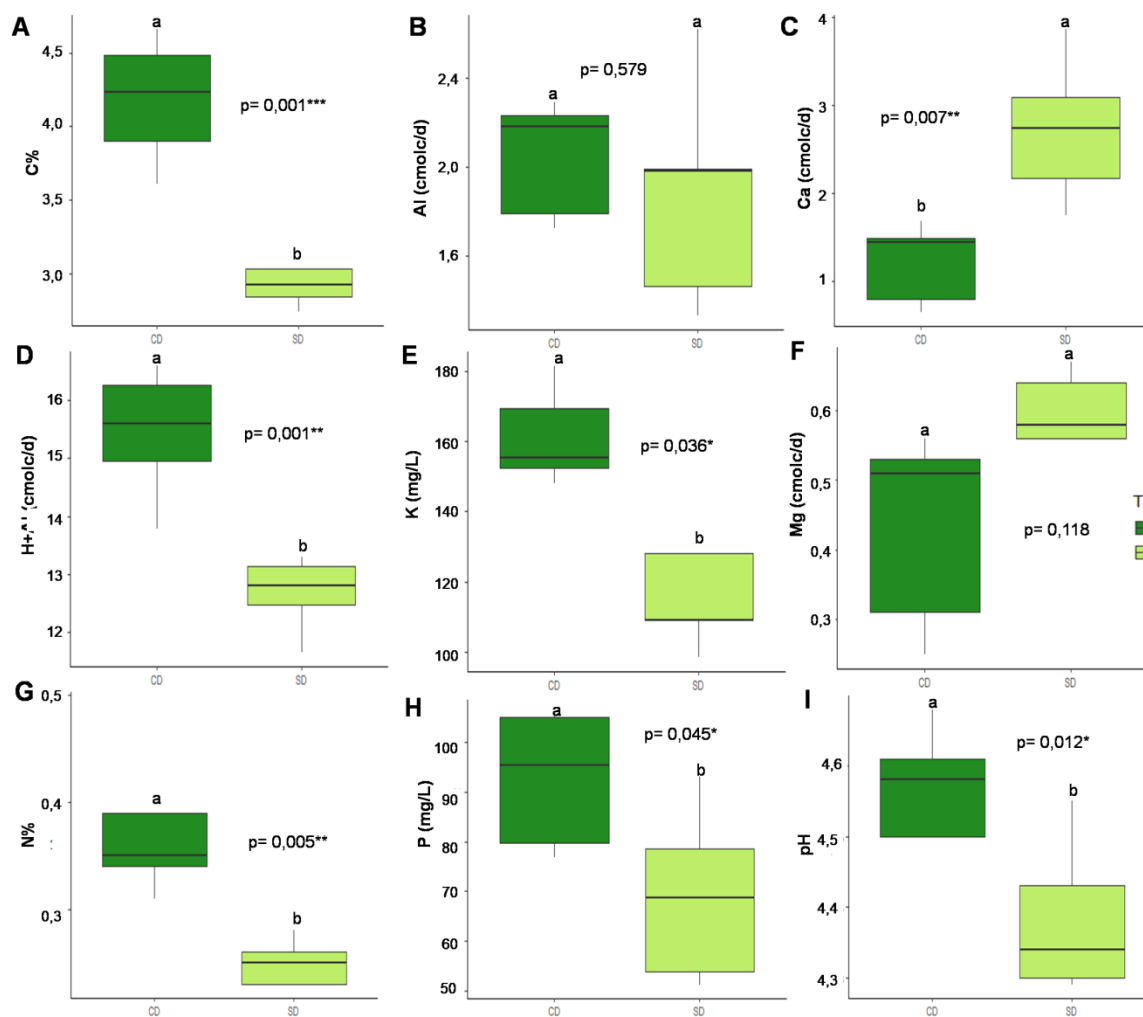 A
a
4,5
4,0
3,5
3,0
C%
p= 0,001***
b
CD
SD
B
a
p= 0,579
a
2,4
2,0
1,6
Al (cmolc/d)
CD
SD
C
a
4
3
2
1
Ca (cmolc/d)
p= 0,007**
b
CD
SD
D
a
16
15
14
13
12
(cmolc/d)
p= 0,001**
b
CD
SD
E
a
180
160
140
120
100
K (mg/L)
p= 0,036*
b
CD
SD
F
a
a
0,6
0,5
0,4
0,3
Mg (cmolc/d)
p= 0,118
T
CD
SD
G
0,5
0,4
0,3
N%
a
p= 0,005**
b
CD
SD
H
a
100
90
80
70
60
50
P (mg/L)
p= 0,045*
b
CD
SD
I
a
4,6
4,5
4,4
4,3
pH
p= 0,012*
b
CD
SD